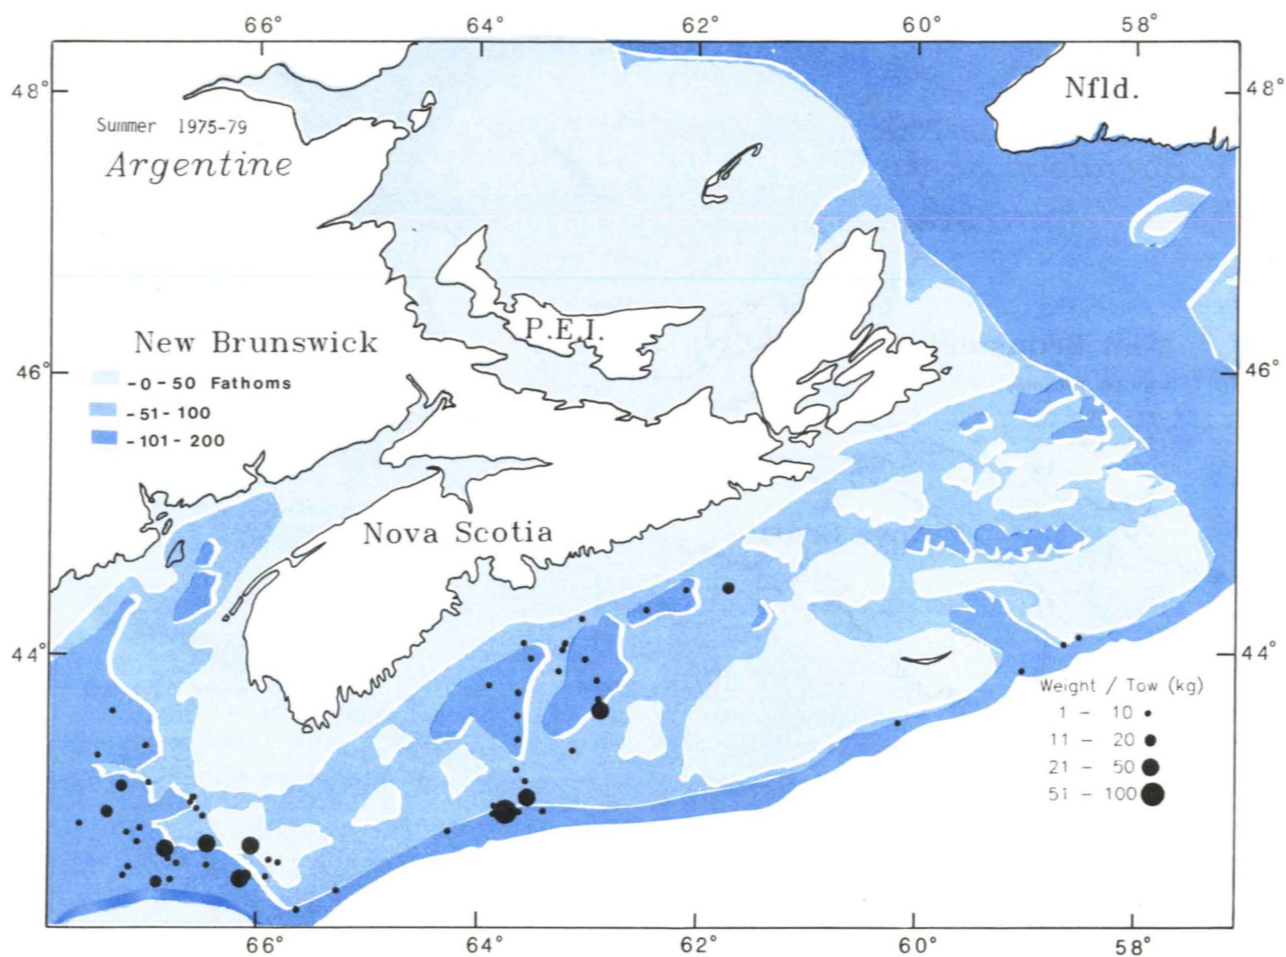 66° 64° 62° 60° 58°
48° 48°
Nfld.
Summer 1975-79
Argentine
P.E.I.
New Brunswick
46° 46°
-0-50 Fathoms
-51-100
-101-200
Nova Scotia
44° 44°
Weight / Tow (kg)
1 - 10
11 - 20
21 - 50
51 - 100
66° 64° 62° 60° 58°